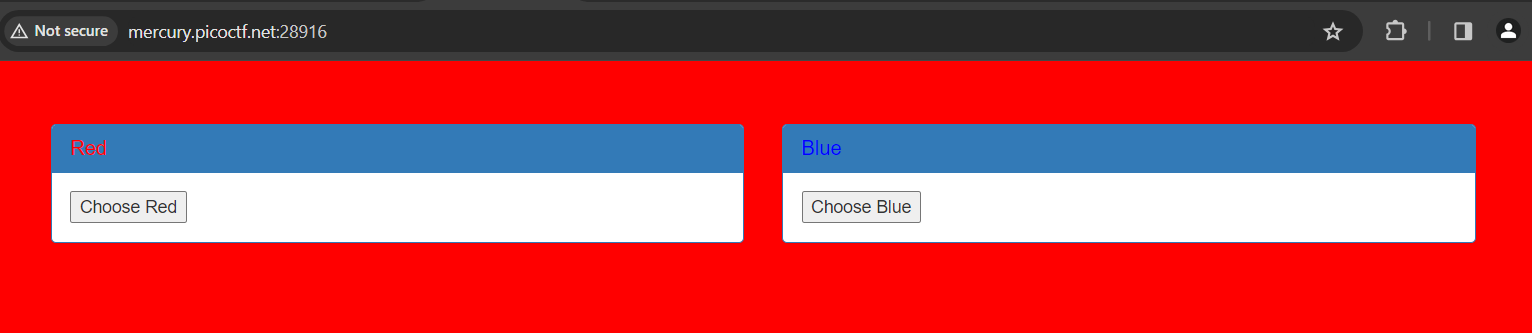 Not secure mercury.picoctf.net:28916
Red
Blue
Choose Red
Choose Blue